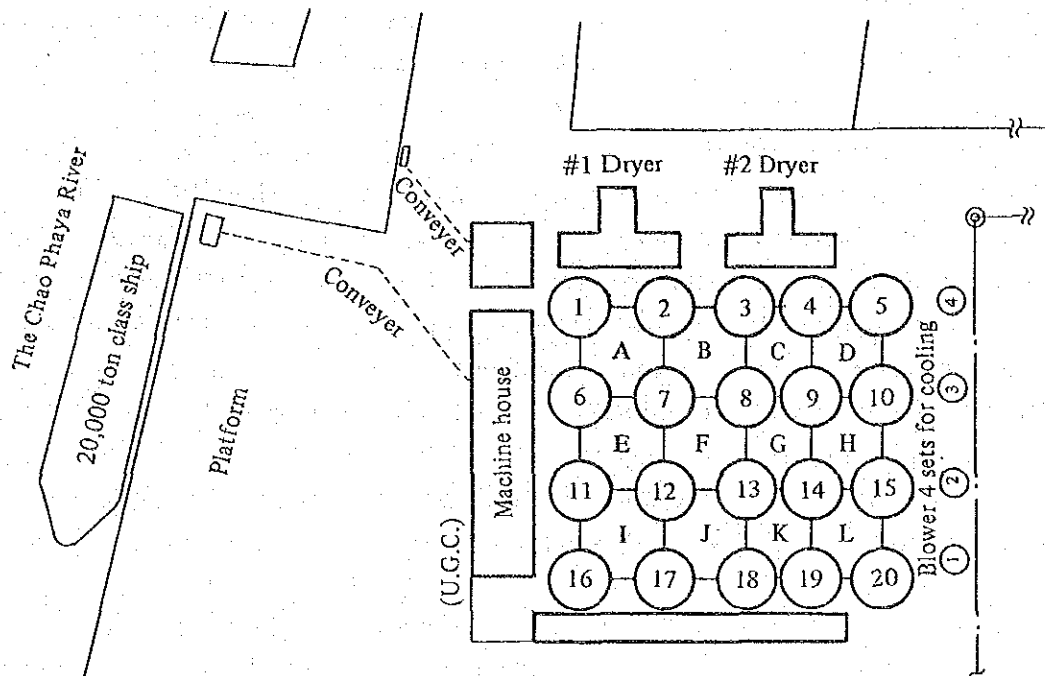 The Chao Phaya River
20,000 ton class ship
Platform
Conveyer
Conveyer
#1 Dryer
#2 Dryer
Machine house
(U.G.C.)
1 2 3 4 5
A B C D
6 7 8 9 10
E F G H
11 12 13 14 15
I J K L
16 17 18 19 20
Blower 4 sets for cooling
4
3
2
1